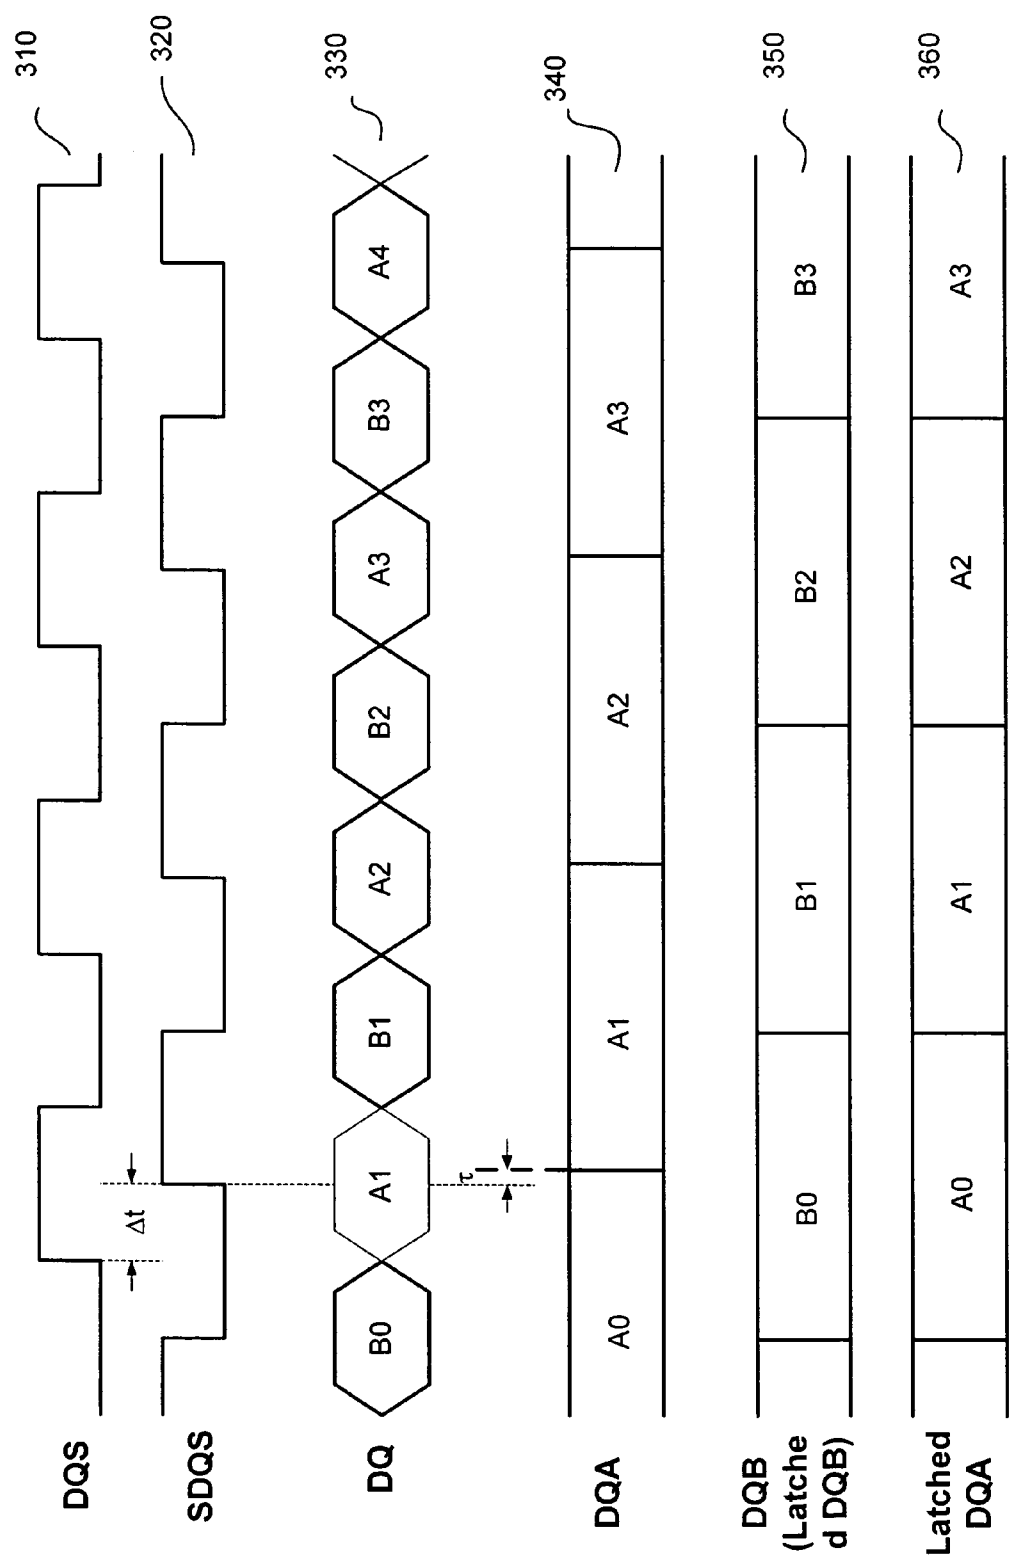 DQS
Δt
310
SDQS
320
DQ
B0 A1 B1 A2 B2 A3 B3 A4
330
τ
DQA
A0 A1 A2 A3
340
DQB
(Latche
d DQB)
B0 B1 B2 B3
350
Latched
DQA
A0 A1 A2 A3
360